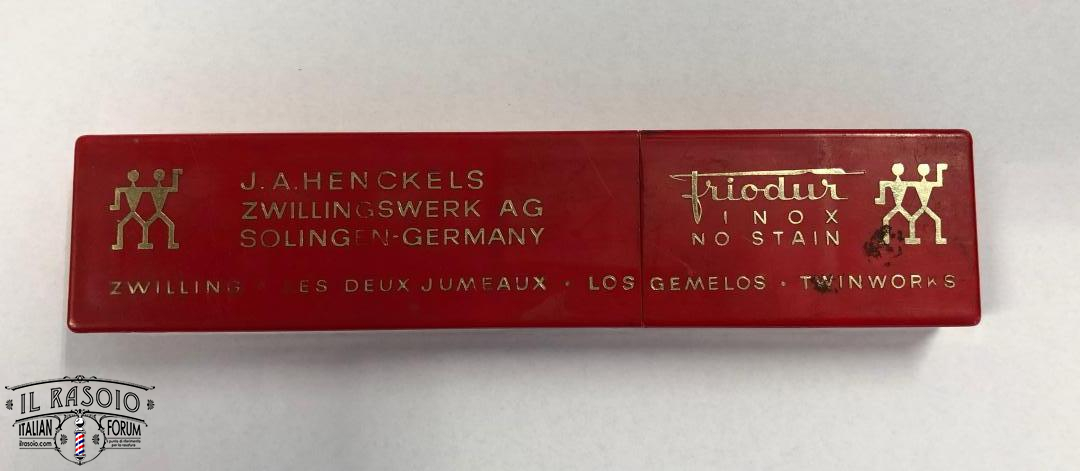 J.A.HENCKELS
ZWILLINGSWERK AG
SOLINGEN-GERMANY
friodur
INOX
NO STAIN
ZWILLING · LES DEUX JUMEAUX · LOS GEMELOS · TWINWORKS
IL RASOIO
ITALIAN FORUM
ilrasoio.com